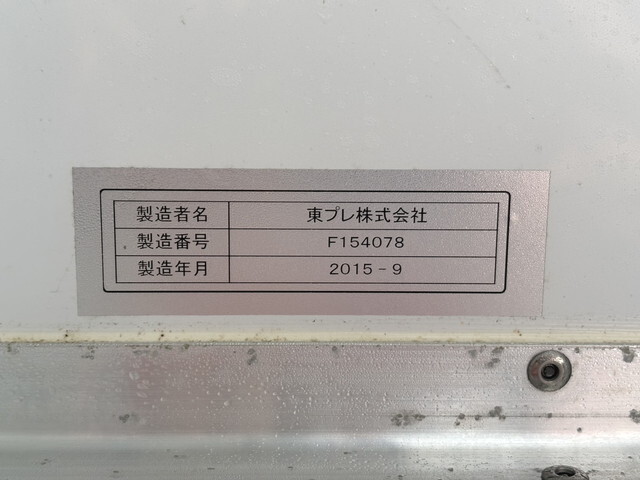 製造者名 東プレ株式会社
製造番号 F154078
製造年月 2015-9